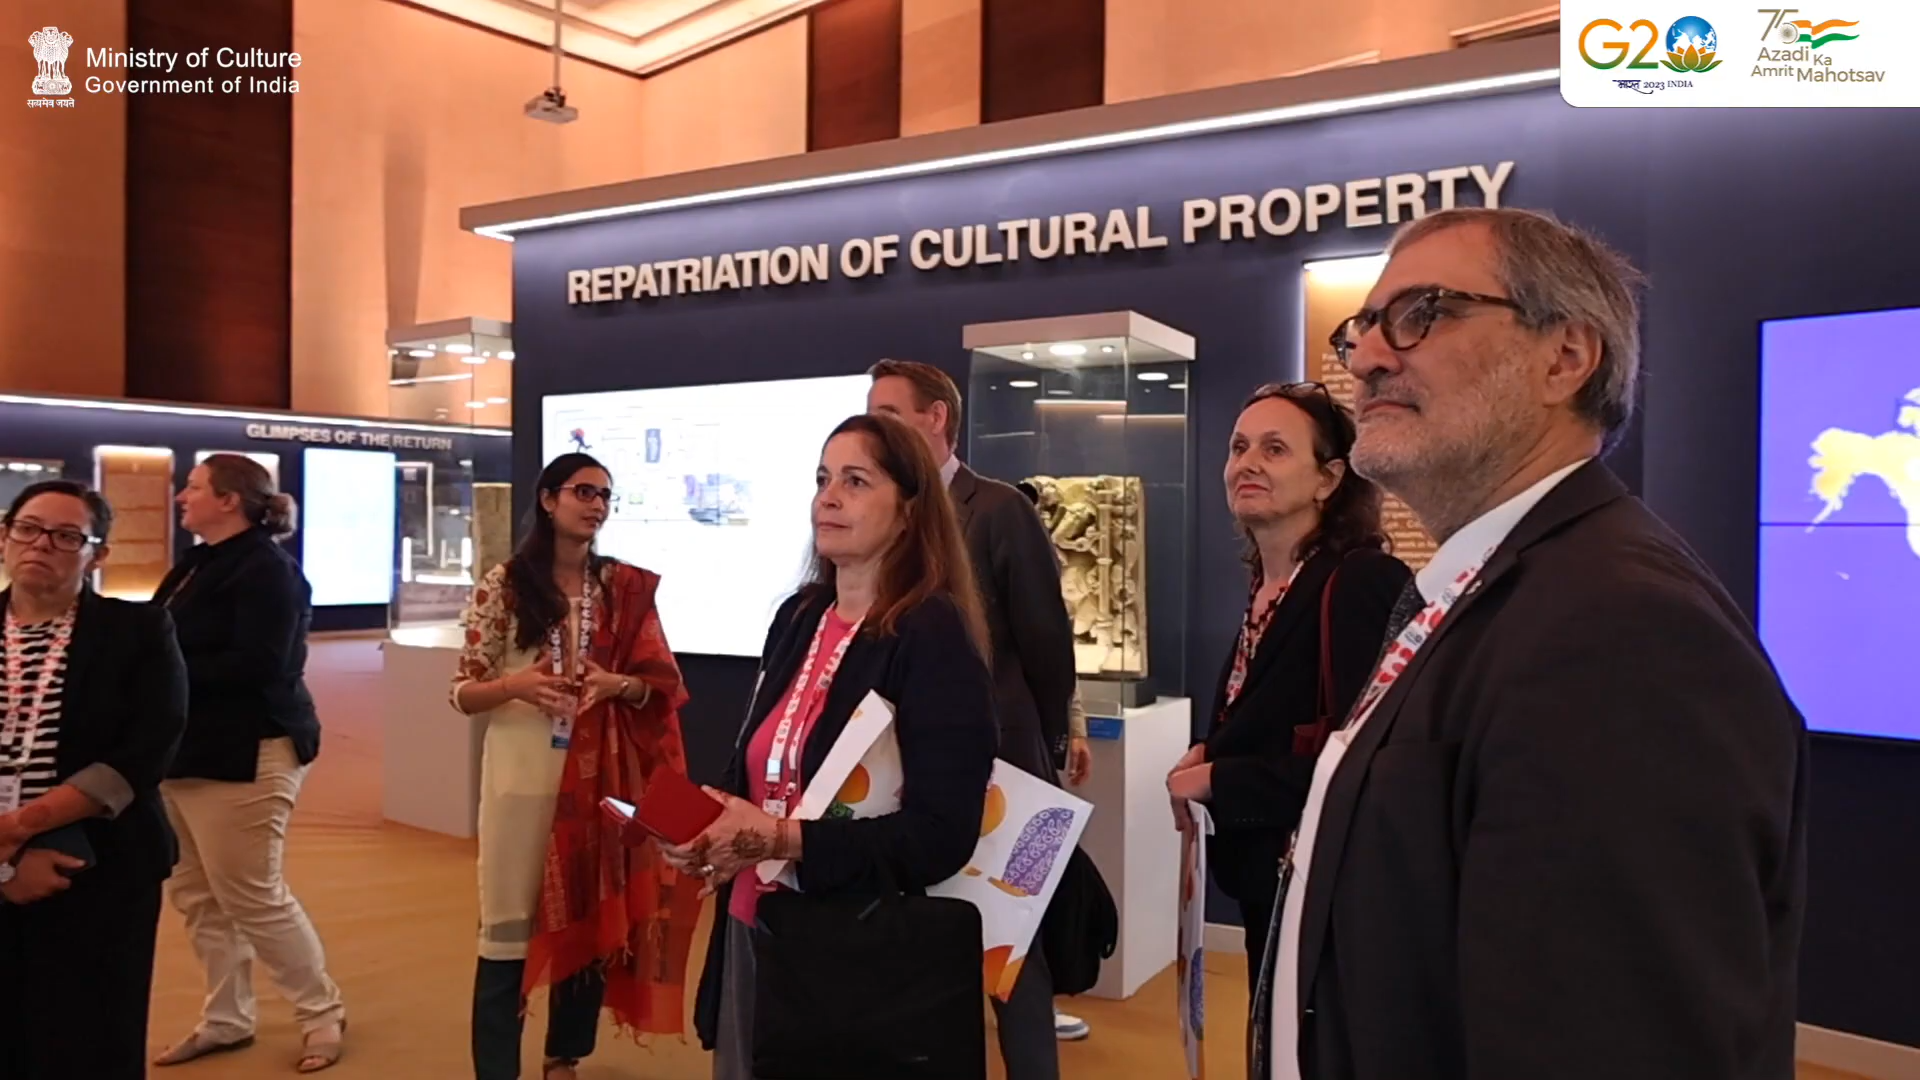 Ministry of Culture
Government of India
सत्यमेव जयते
G20
भारत 2023 INDIA
75
Azadi Ka
Amrit Mahotsav
REPATRIATION OF CULTURAL PROPERTY
GLIMPSES OF THE RETURN